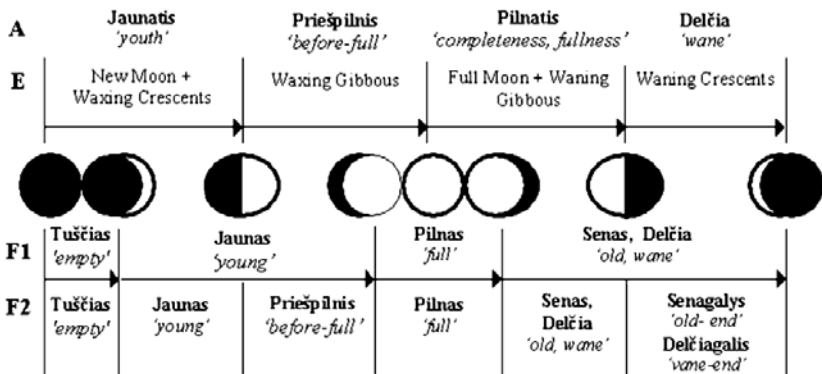 A Jaunatis Priešpilnis Pilnatis Delčia
'youth' 'before-full' 'completeness, fullness' 'wane'
E New Moon + Waxing Gibbous Full Moon + Waning Waning Crescents
Waxing Crescents Gibbous
Tuščias Jaunas Pilnas Senas, Delčia
F1 'empty' 'young' 'full' 'old, wane'
F2 Tuščias Jaunas Priešpilnis Pilnas Senas, Senagalys
'empty' 'young' 'before-full' 'full' Delčia 'old- end'
'old, wane' Delčiagalis
'vane-end'